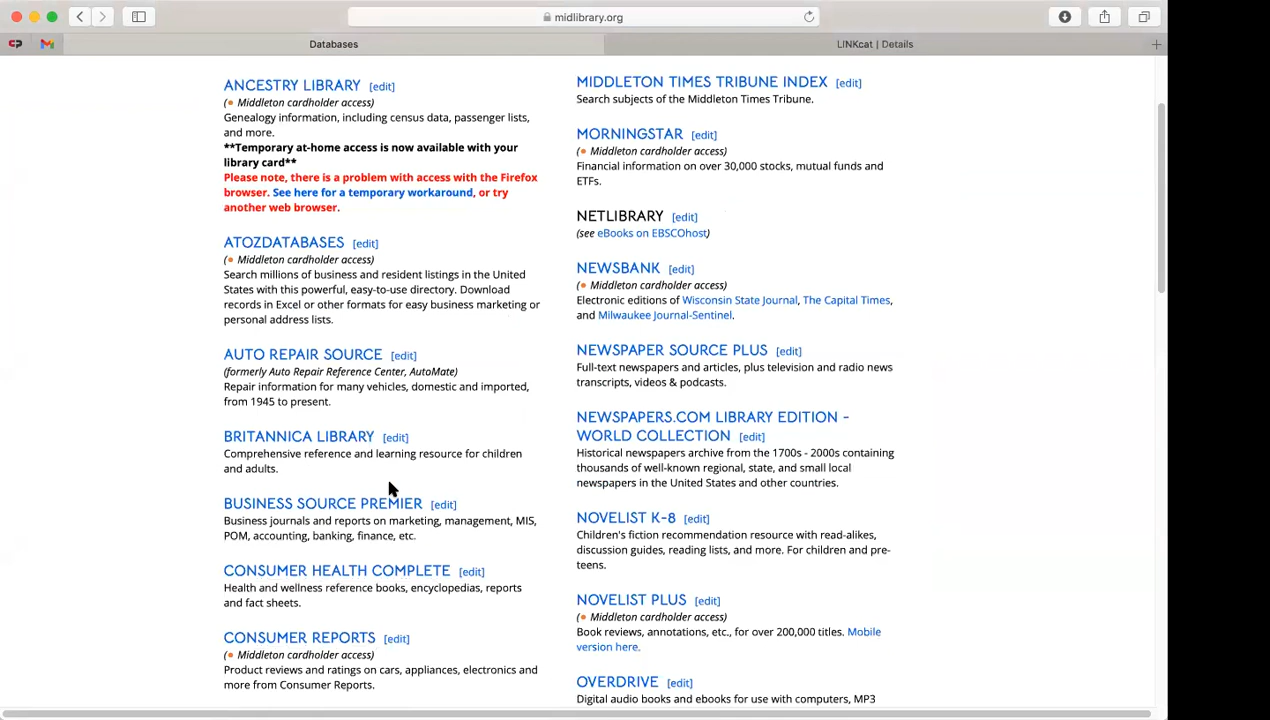 midlibrary.org
Databases
LINKcat | Details
ANCESTRY LIBRARY [edit]
(● Middleton cardholder access)
Genealogy information, including census data, passenger lists,
and more.
**Temporary at-home access is now available with your
library card**
Please note, there is a problem with access with the Firefox
browser. See here for a temporary workaround, or try
another web browser.
ATOZDATABASES [edit]
(● Middleton cardholder access)
Search millions of business and resident listings in the United
States with this powerful, easy-to-use directory. Download
records in Excel or other formats for easy business marketing or
personal address lists.
AUTO REPAIR SOURCE [edit]
(formerly Auto Repair Reference Center, AutoMate)
Repair information for many vehicles, domestic and imported,
from 1945 to present.
BRITANNICA LIBRARY [edit]
Comprehensive reference and learning resource for children
and adults.
BUSINESS SOURCE PREMIER [edit]
Business journals and reports on marketing, management, MIS,
POM, accounting, banking, finance, etc.
CONSUMER HEALTH COMPLETE [edit]
Health and wellness reference books, encyclopedias, reports
and fact sheets.
CONSUMER REPORTS [edit]
(● Middleton cardholder access)
Product reviews and ratings on cars, appliances, electronics and
more from Consumer Reports.
MIDDLETON TIMES TRIBUNE INDEX [edit]
Search subjects of the Middleton Times Tribune.
MORNINGSTAR [edit]
(● Middleton cardholder access)
Financial information on over 30,000 stocks, mutual funds and
ETFs.
NETLIBRARY [edit]
(see eBooks on EBSCOhost)
NEWSBANK [edit]
(● Middleton cardholder access)
Electronic editions of Wisconsin State Journal, The Capital Times,
and Milwaukee Journal-Sentinel.
NEWSPAPER SOURCE PLUS [edit]
Full-text newspapers and articles, plus television and radio news
transcripts, videos & podcasts.
NEWSPAPERS.COM LIBRARY EDITION -
WORLD COLLECTION [edit]
Historical newspapers archive from the 1700s - 2000s containing
thousands of well-known regional, state, and small local
newspapers in the United States and other countries.
NOVELIST K-8 [edit]
Children's fiction recommendation resource with read-alikes,
discussion guides, reading lists, and more. For children and pre-
teens.
NOVELIST PLUS [edit]
(● Middleton cardholder access)
Book reviews, annotations, etc., for over 200,000 titles. Mobile
version here.
OVERDRIVE [edit]
Digital audio books and ebooks for use with computers, MP3